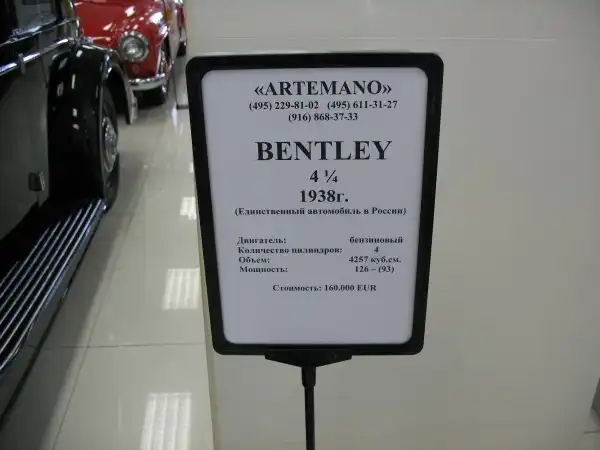 «ARTEMANO»
(495) 229-81-02 (495) 611-31-27
(916) 868-37-33
BENTLEY
4 ¼
1938г.
(Единственный автомобиль в России)
Двигатель: бензиновый
Количество цилиндров: 4
Объем: 4257 куб.см.
Мощность: 126 – (93)
Стоимость: 160.000 EUR